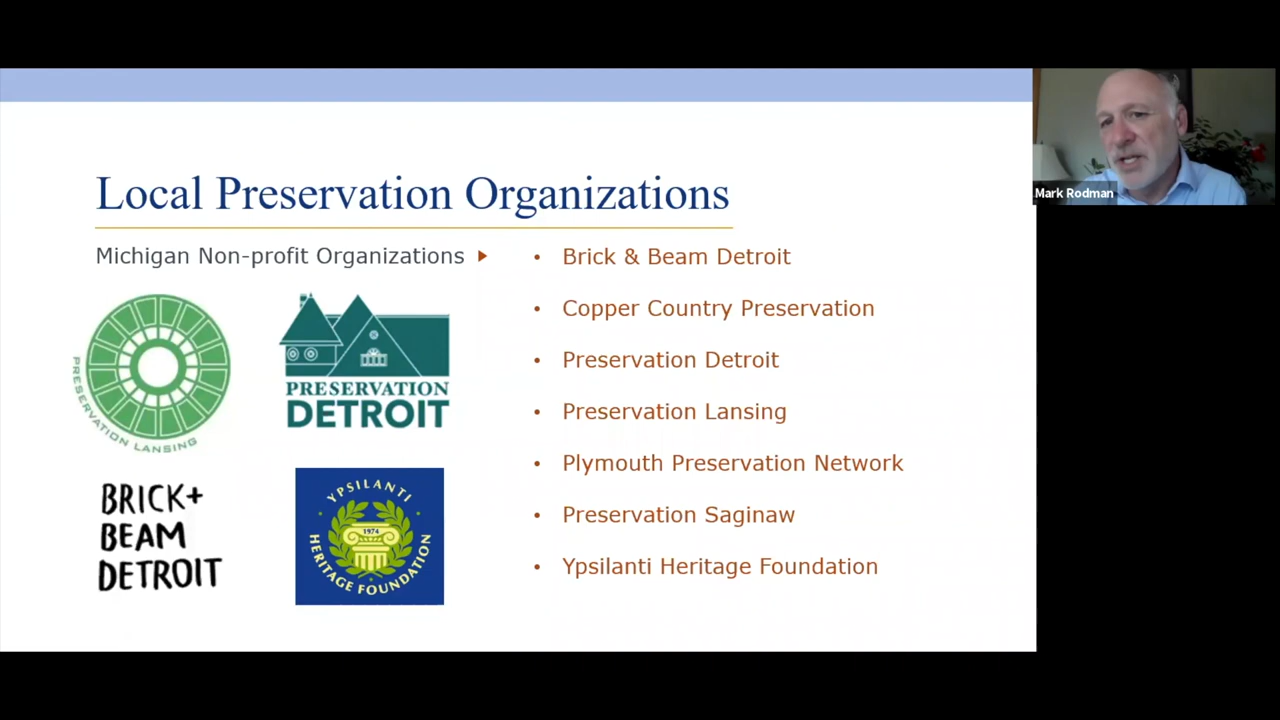 Local Preservation Organizations
Mark Rodman
Michigan Non-profit Organizations
• Brick & Beam Detroit
• Copper Country Preservation
• Preservation Detroit
• Preservation Lansing
• Plymouth Preservation Network
• Preservation Saginaw
• Ypsilanti Heritage Foundation
PRESERVATION LANSING
PRESERVATION
DETROIT
BRICK+
BEAM
DETROIT
YPSILANTI
1974
HERITAGE FOUNDATION